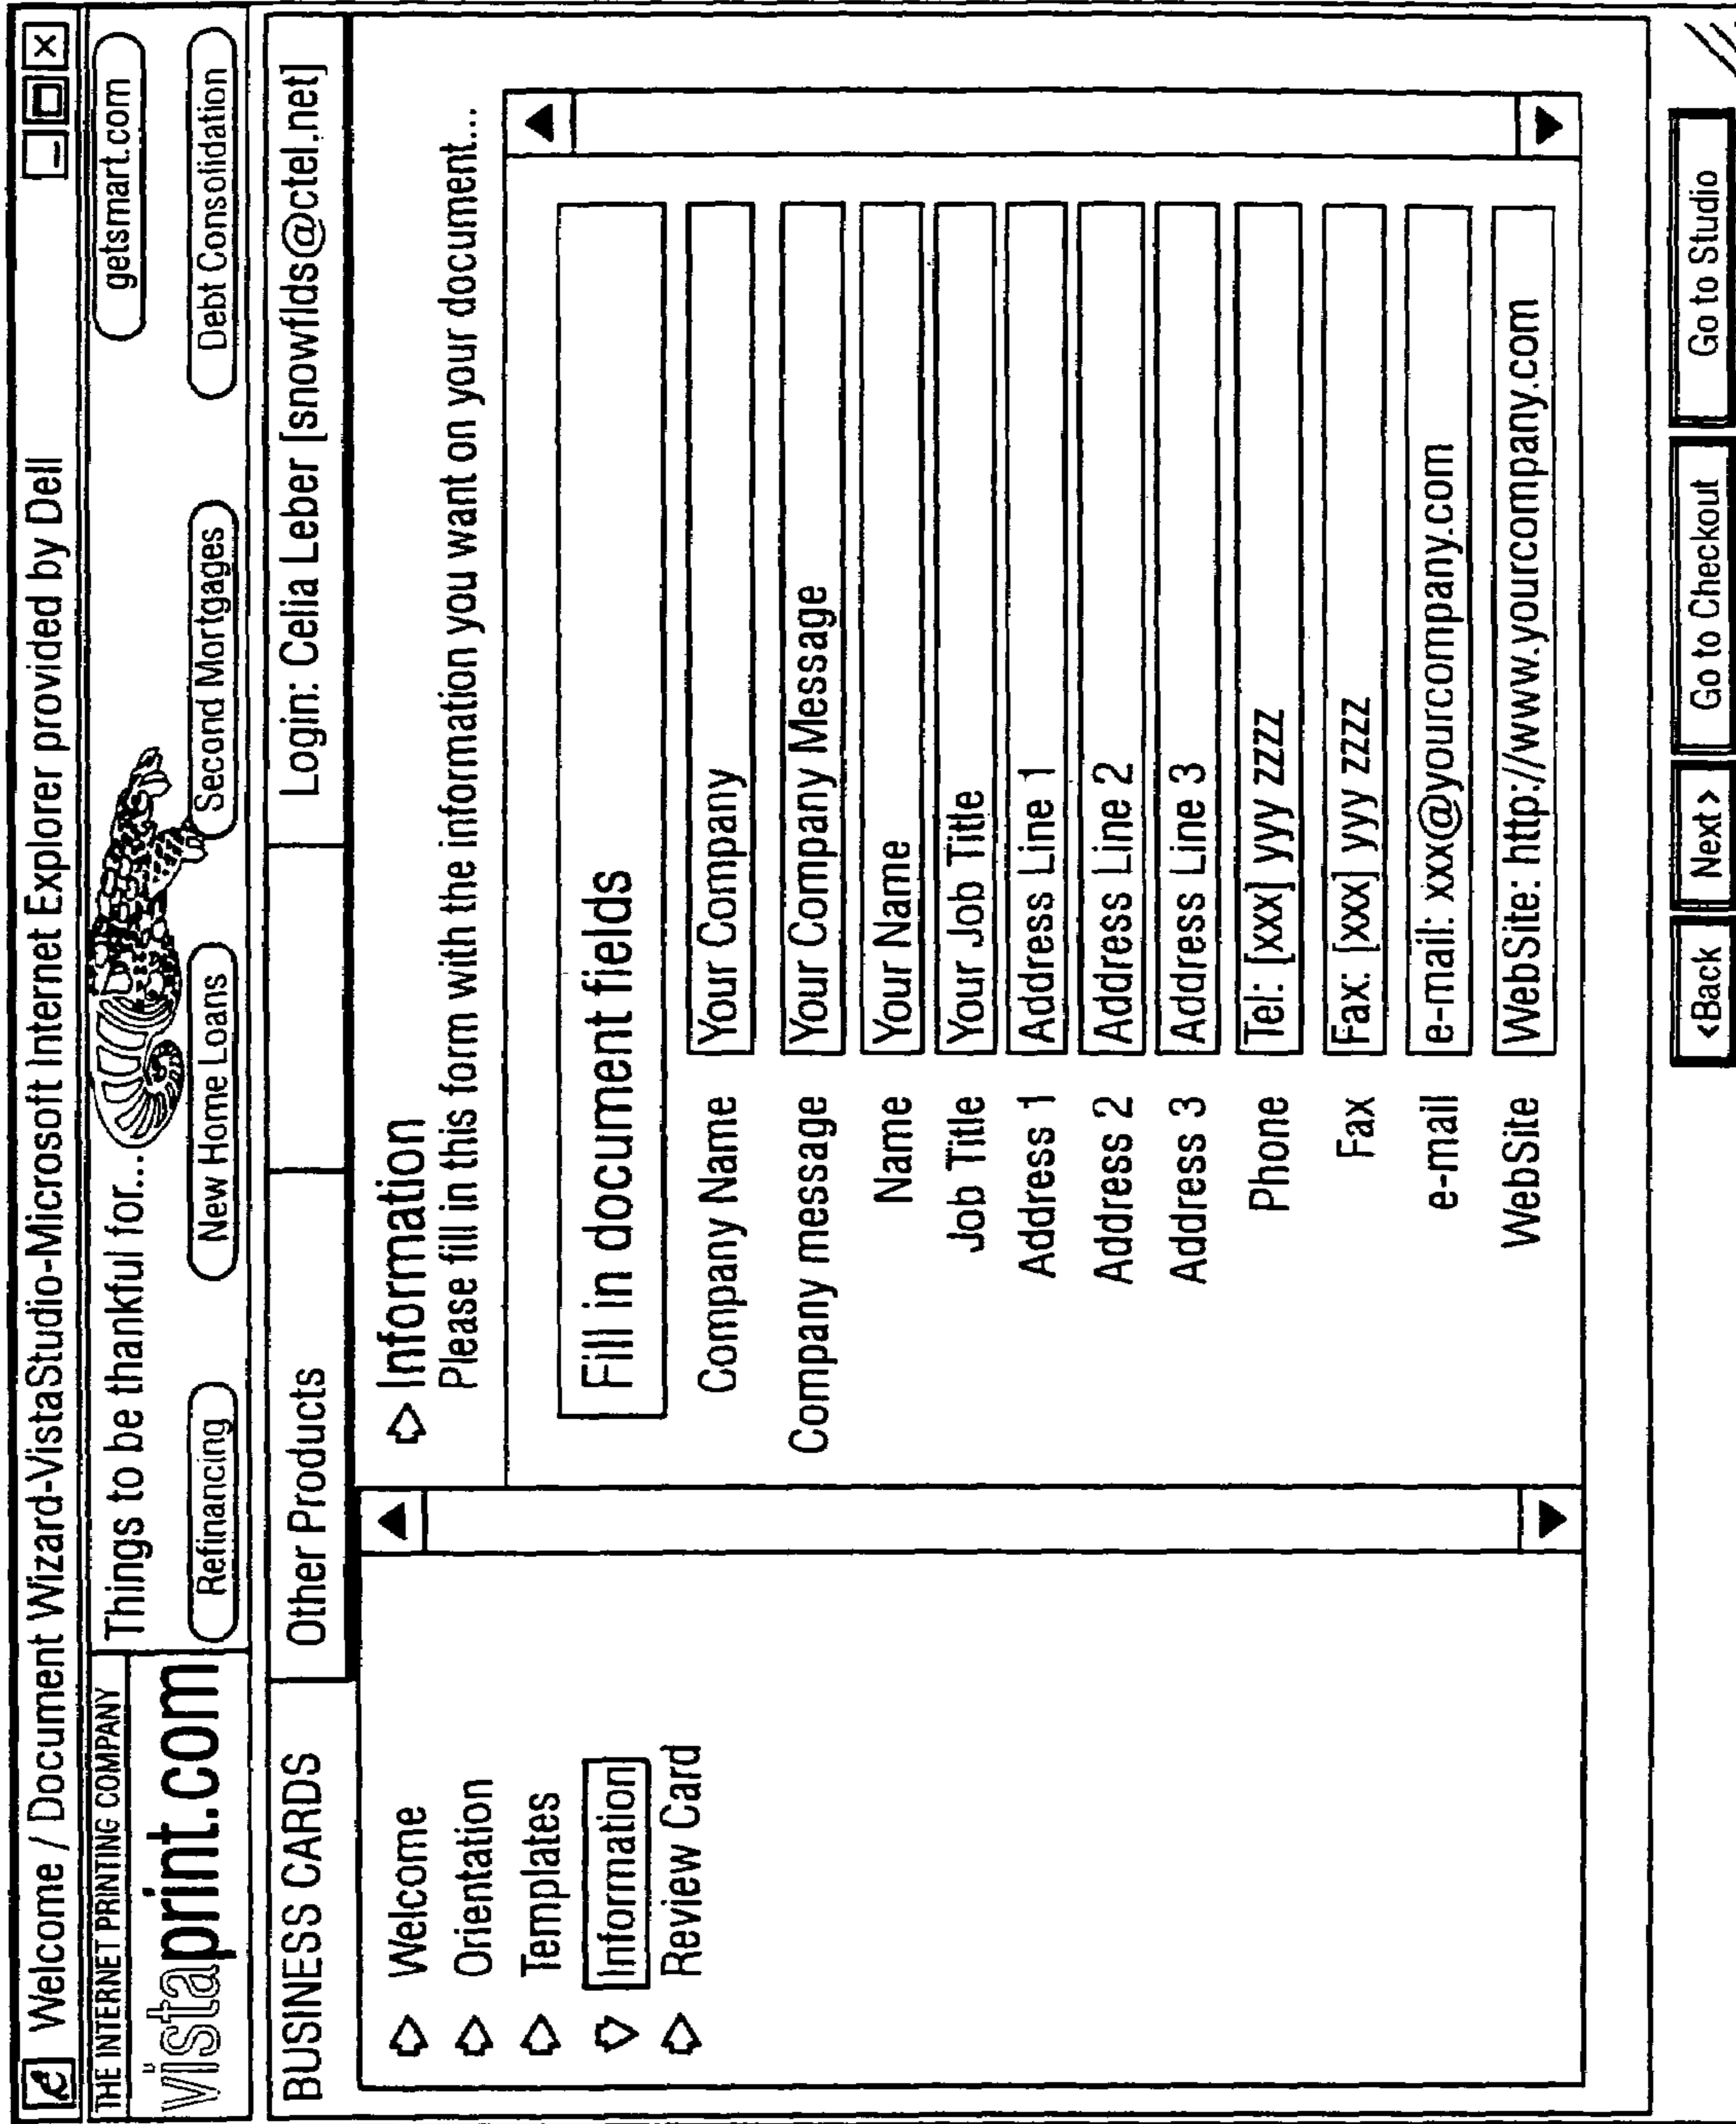 Welcome / Document Wizard-VistaStudio-Microsoft Internet Explorer provided by Dell
THE INTERNET PRINTING COMPANY
vistaprint.com
Things to be thankful for...
getsmart.com
Refinancing
New Home Loans
Second Mortgages
Debt Consolidation
BUSINESS CARDS
Other Products
Login: Celia Leber [snowflds@ctel.net]
Welcome
Orientation
Templates
Information
Review Card
Information
Please fill in this form with the information you want on your document...
Fill in document fields
Company Name Your Company
Company message Your Company Message
Name Your Name
Job Title Your Job Title
Address 1 Address Line 1
Address 2 Address Line 2
Address 3 Address Line 3
Phone Tel: [xxx] yyy zzzz
Fax Fax: [xxx] yyy zzzz
e-mail e-mail: xxx@yourcompany.com
WebSite WebSite: http://www.yourcompany.com
<Back Next> Go to Checkout Go to Studio